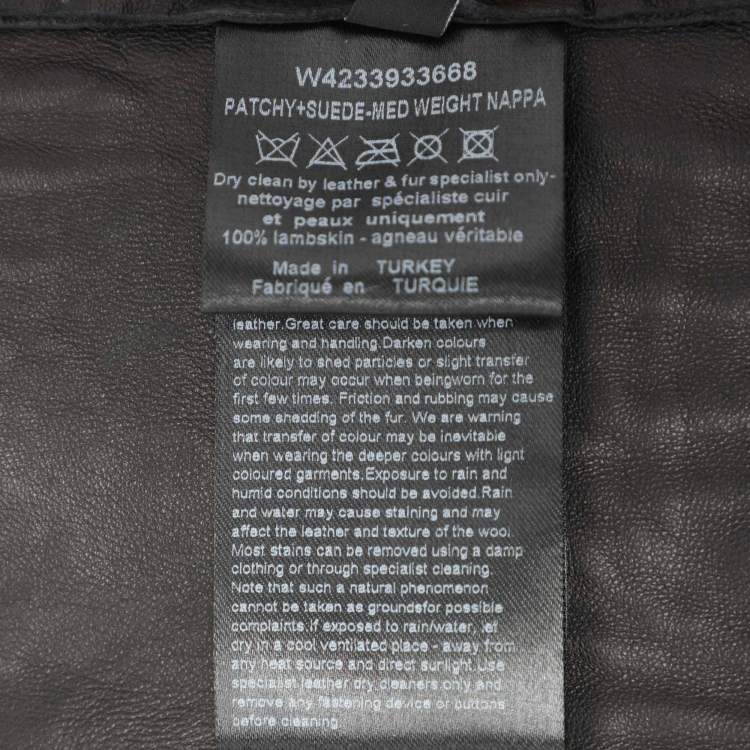 W4233933668
PATCHY+SUEDE-MED WEIGHT NAPPA
Dry clean by leather & fur specialist only-
nettoyage par spécialiste cuir
et peaux uniquement
100% lambskin - agneau véritable
Made in TURKEY
Fabriqué en TURQUIE
leather.Great care should be taken when
wearing and handling.Darken colours
are likely to shed particles or slight transfer
of colour may occur when beingworn for the
first few times. Friction and rubbing may cause
some shedding of the fur. We are warning
that transfer of colour may be inevitable
when wearing the deeper colours with light
coloured garments.Exposure to rain and
humid conditions should be avoided.Rain
and water may cause staining and may
affect the leather and texture of the wool.
Most stains can be removed using a damp
clothing or through specialist cleaning.
Note that such a natural phenomenon
cannot be taken as groundsfor possible
complaints.If exposed to rain/water, let
dry in a cool ventilated place - away from
any heat source and direct sunlight.Use
specialist leather dry cleaners only and
remove any fastening device or buttons
before cleaning.